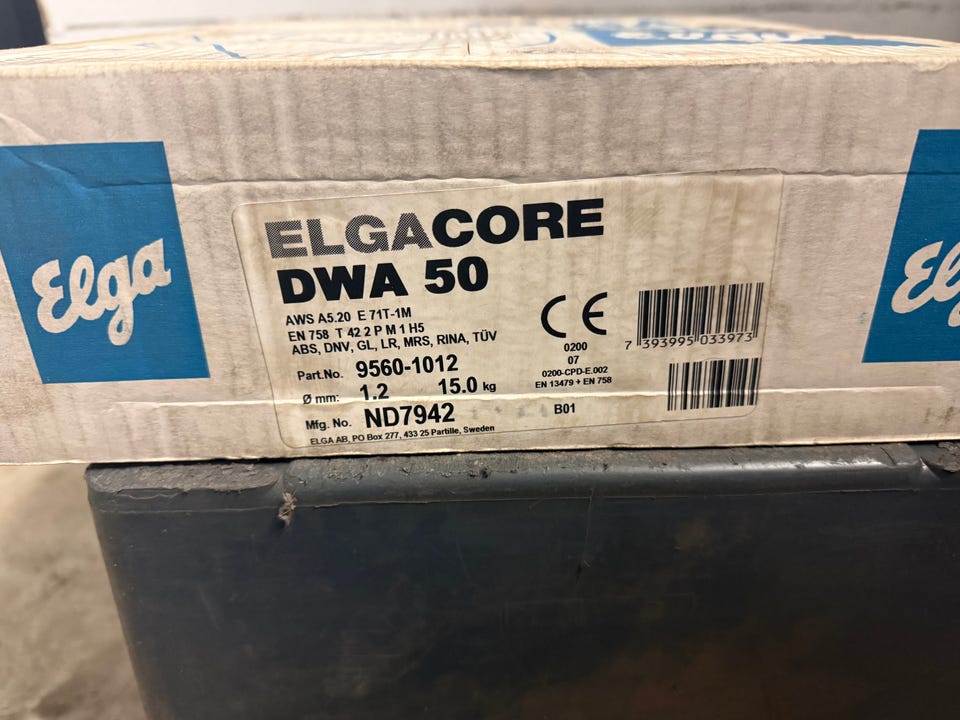 Elga
ELGACORE
DWA 50
AWS A5.20 E 71T-1M
EN 758 T 42 2 P M 1 H5
ABS, DNV, GL, LR, MRS, RINA, TÜV
Part.No. 9560-1012
Ø mm: 1.2 15.0 kg
Mfg. No. ND7942
ELGA AB, PO Box 277, 433 25 Partille, Sweden
CE
0200
07
0200-CPD-E.002
EN 13479 + EN 758
B01
7 393995 033973